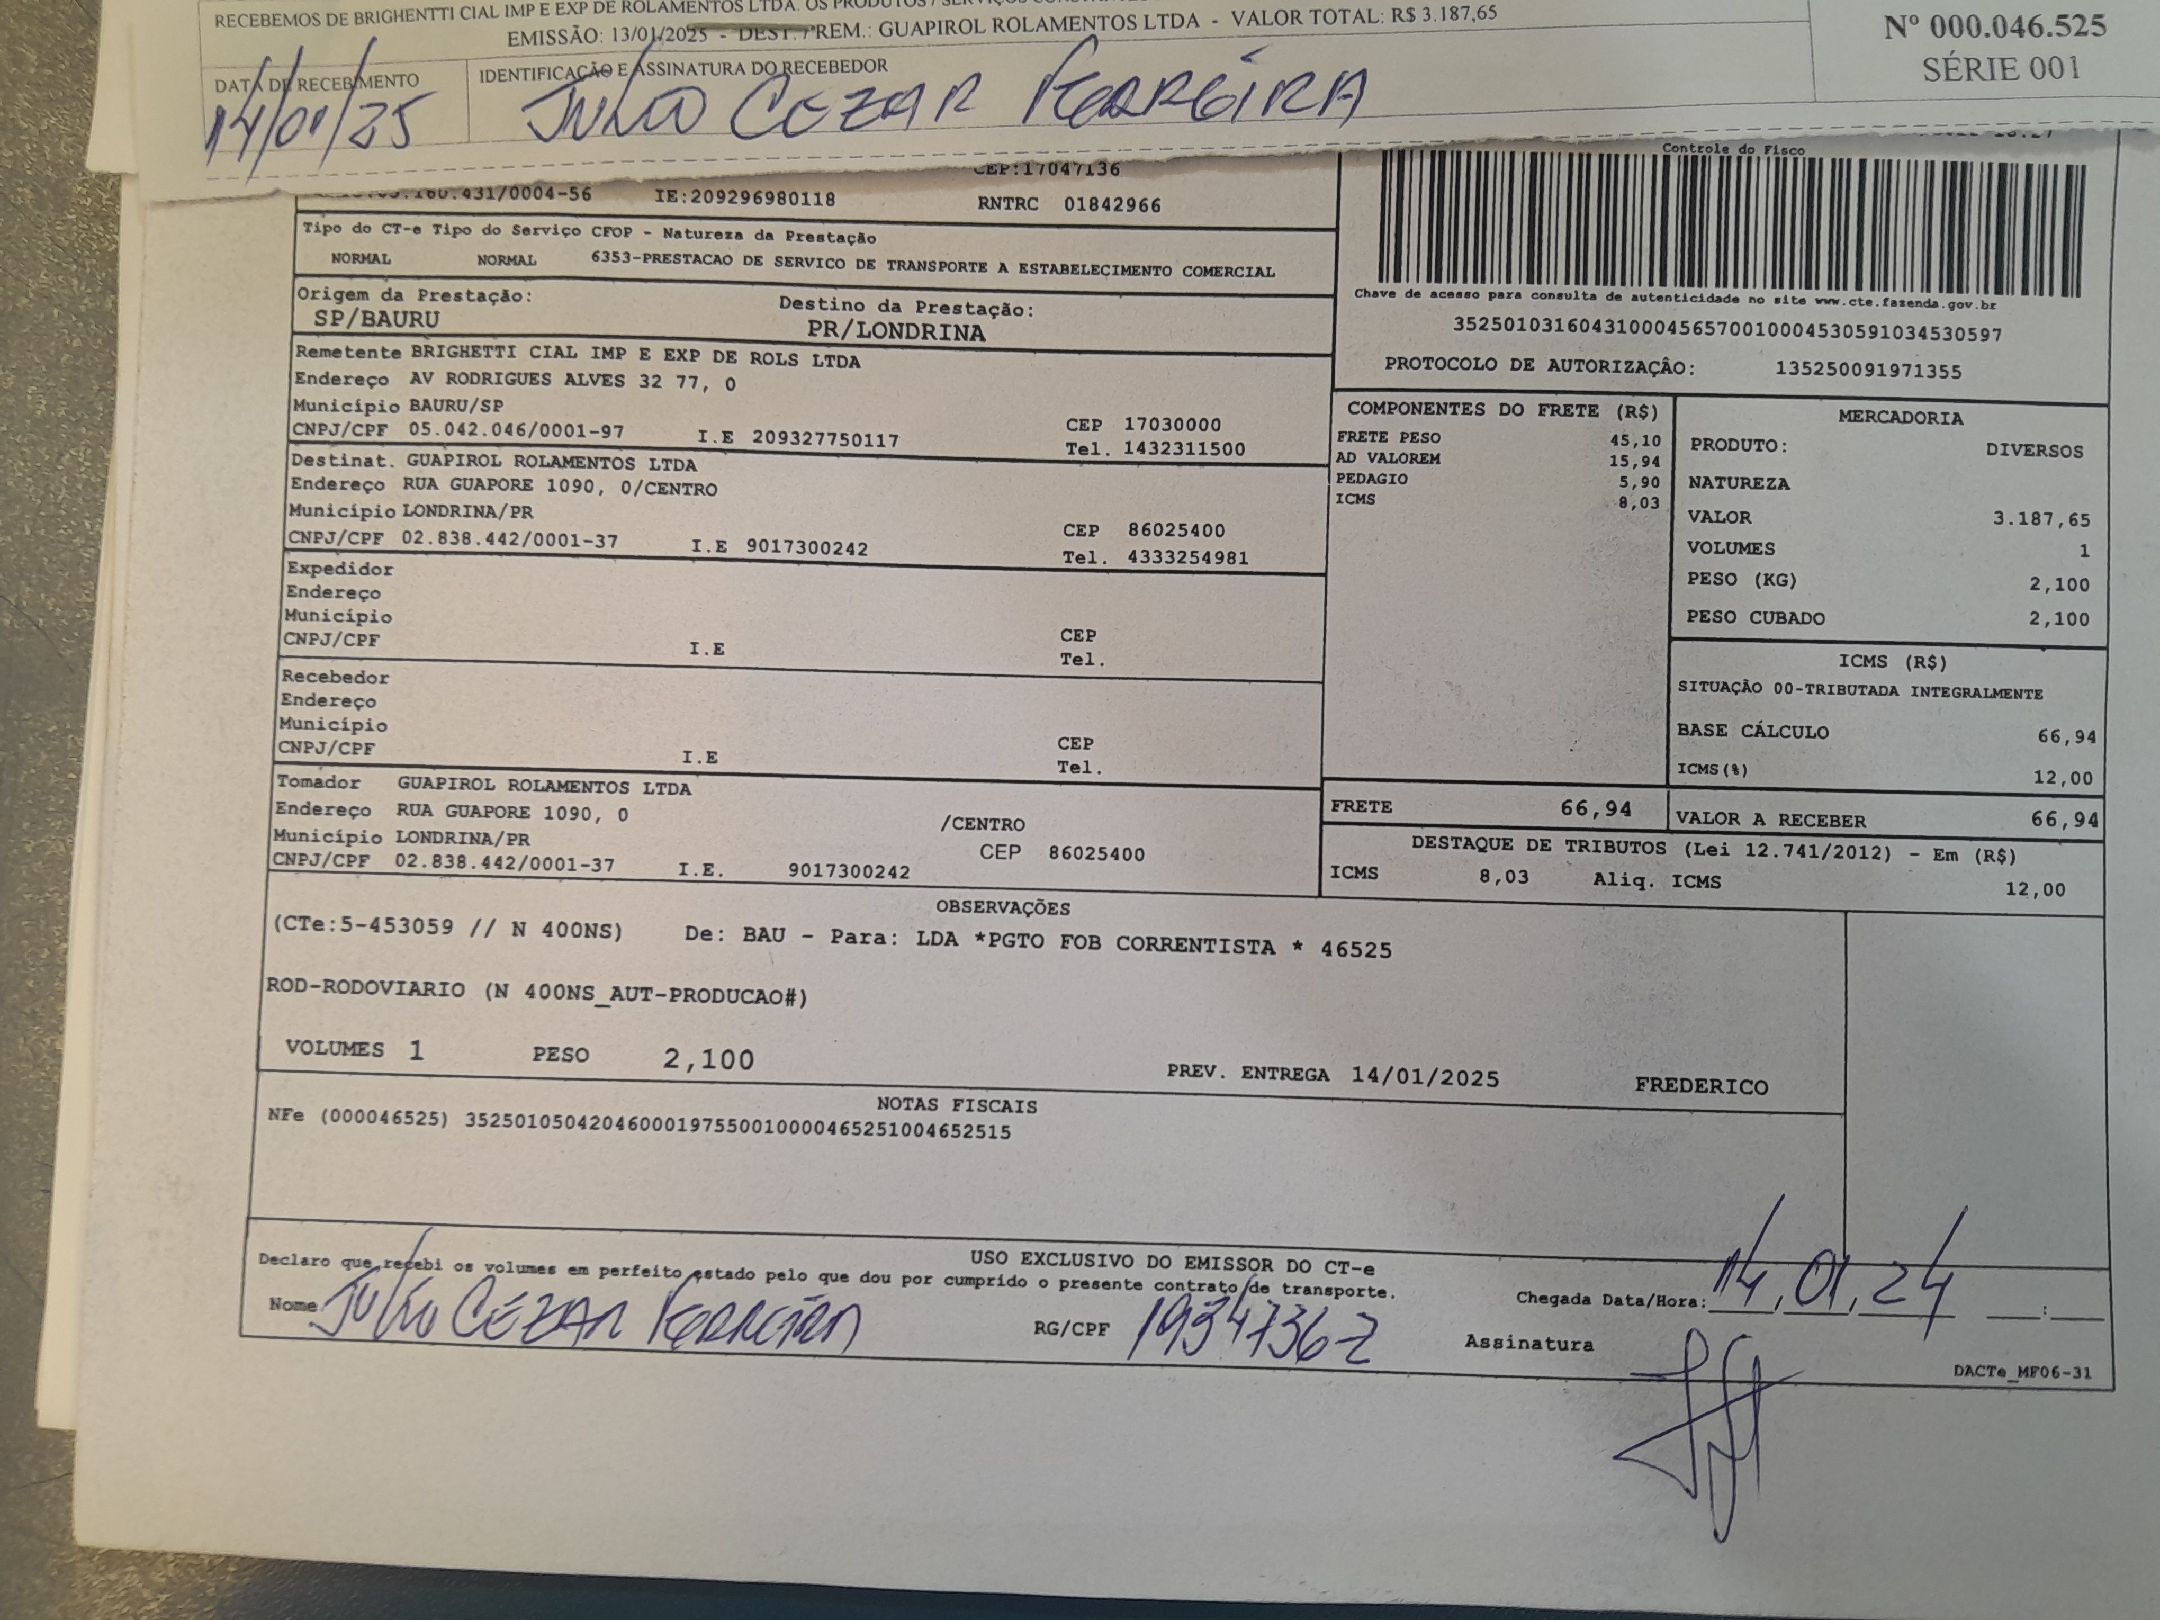 RECEBEMOS DE BRIGHENTTI CIAL IMP E EXP DE ROLAMENTOS LTDA. OS PRODUTOS / SERVIÇOS
EMISSÃO: 13/01/2025 - DEST. / REM.: GUAPIROL ROLAMENTOS LTDA - VALOR TOTAL: R$ 3.187,65
Nº 000.046.525
SÉRIE 001
DATA DE RECEBIMENTO
IDENTIFICAÇÃO E ASSINATURA DO RECEBEDOR
14/01/25
JULIO CEZAR FERREIRA
CEP:17047136
.160.431/0004-56 IE:209296980118 RNTRC 01842966
Tipo do CT-e Tipo do Serviço CFOP - Natureza da Prestação
NORMAL NORMAL 6353-PRESTACAO DE SERVICO DE TRANSPORTE A ESTABELECIMENTO COMERCIAL
Origem da Prestação: Destino da Prestação:
SP/BAURU PR/LONDRINA
Controle do Fisco
Chave de acesso para consulta de autenticidade no site www.cte.fazenda.gov.br
35250103160431000456570010004530591034530597
PROTOCOLO DE AUTORIZAÇÂO: 135250091971355
Remetente BRIGHETTI CIAL IMP E EXP DE ROLS LTDA
Endereço AV RODRIGUES ALVES 32 77, 0
Município BAURU/SP CEP 17030000
CNPJ/CPF 05.042.046/0001-97 I.E 209327750117 Tel. 1432311500
Destinat. GUAPIROL ROLAMENTOS LTDA
Endereço RUA GUAPORE 1090, 0/CENTRO
Município LONDRINA/PR CEP 86025400
CNPJ/CPF 02.838.442/0001-37 I.E 9017300242 Tel. 4333254981
Expedidor
Endereço
Município CEP
CNPJ/CPF I.E Tel.
Recebedor
Endereço
Município CEP
CNPJ/CPF I.E Tel.
Tomador GUAPIROL ROLAMENTOS LTDA
Endereço RUA GUAPORE 1090, 0 /CENTRO
Município LONDRINA/PR CEP 86025400
CNPJ/CPF 02.838.442/0001-37 I.E. 9017300242
COMPONENTES DO FRETE (R$)
FRETE PESO 45,10
AD VALOREM 15,94
PEDAGIO 5,90
ICMS 8,03
MERCADORIA
PRODUTO: DIVERSOS
NATUREZA
VALOR 3.187,65
VOLUMES 1
PESO (KG) 2,100
PESO CUBADO 2,100
ICMS (R$)
SITUAÇÃO 00-TRIBUTADA INTEGRALMENTE
BASE CÁLCULO 66,94
ICMS(%) 12,00
FRETE 66,94 VALOR A RECEBER 66,94
DESTAQUE DE TRIBUTOS (Lei 12.741/2012) - Em (R$)
ICMS 8,03 Aliq. ICMS 12,00
OBSERVAÇÕES
(CTe:5-453059 // N 400NS) De: BAU - Para: LDA *PGTO FOB CORRENTISTA * 46525
ROD-RODOVIARIO (N 400NS_AUT-PRODUCAO#)
VOLUMES 1 PESO 2,100 PREV. ENTREGA 14/01/2025 FREDERICO
NOTAS FISCAIS
NFe (000046525) 35250105042046000197550010000465251004652515
USO EXCLUSIVO DO EMISSOR DO CT-e
Declaro que recebi os volumes em perfeito estado pelo que dou por cumprido o presente contrato de transporte.
Nome JULIO CEZAR FERREIRA RG/CPF 19347367-2 Chegada Data/Hora: 14,01,24 __:__
Assinatura
DACTe_MF06-31